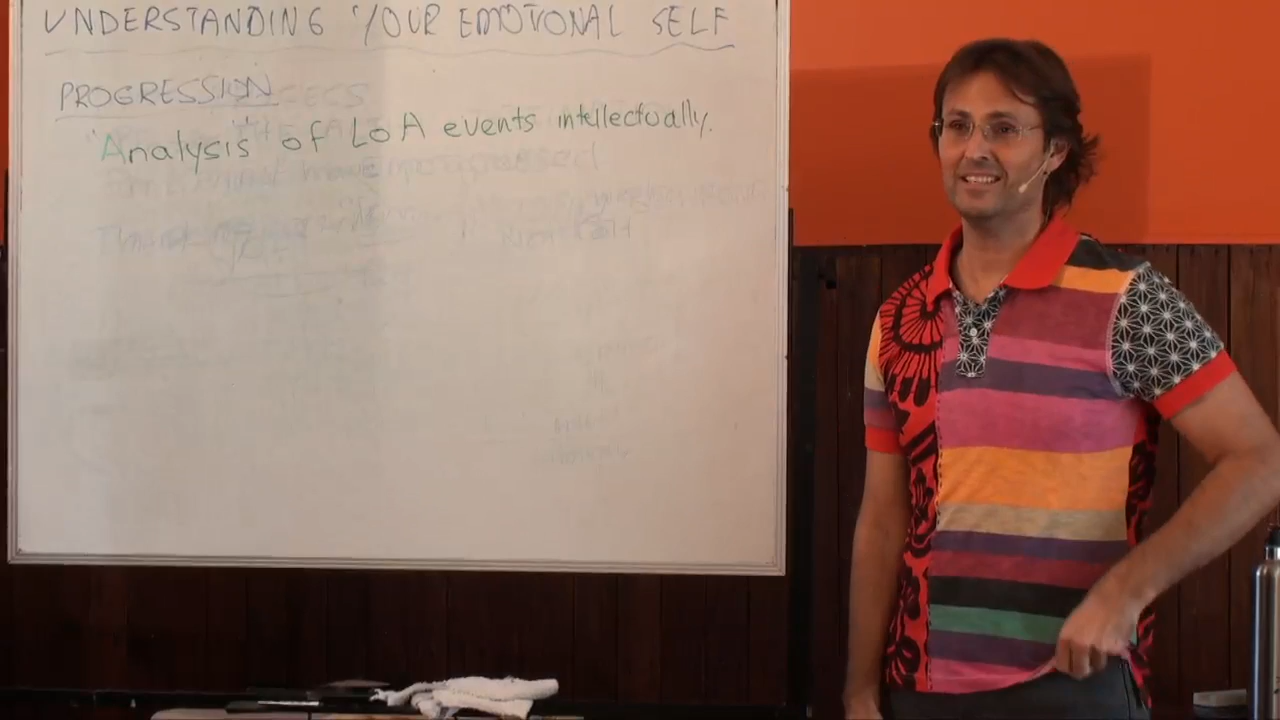 UNDERSTANDING YOUR EMOTIONAL SELF
PROGRESSION
"Analysis" of LoA events intellectually.